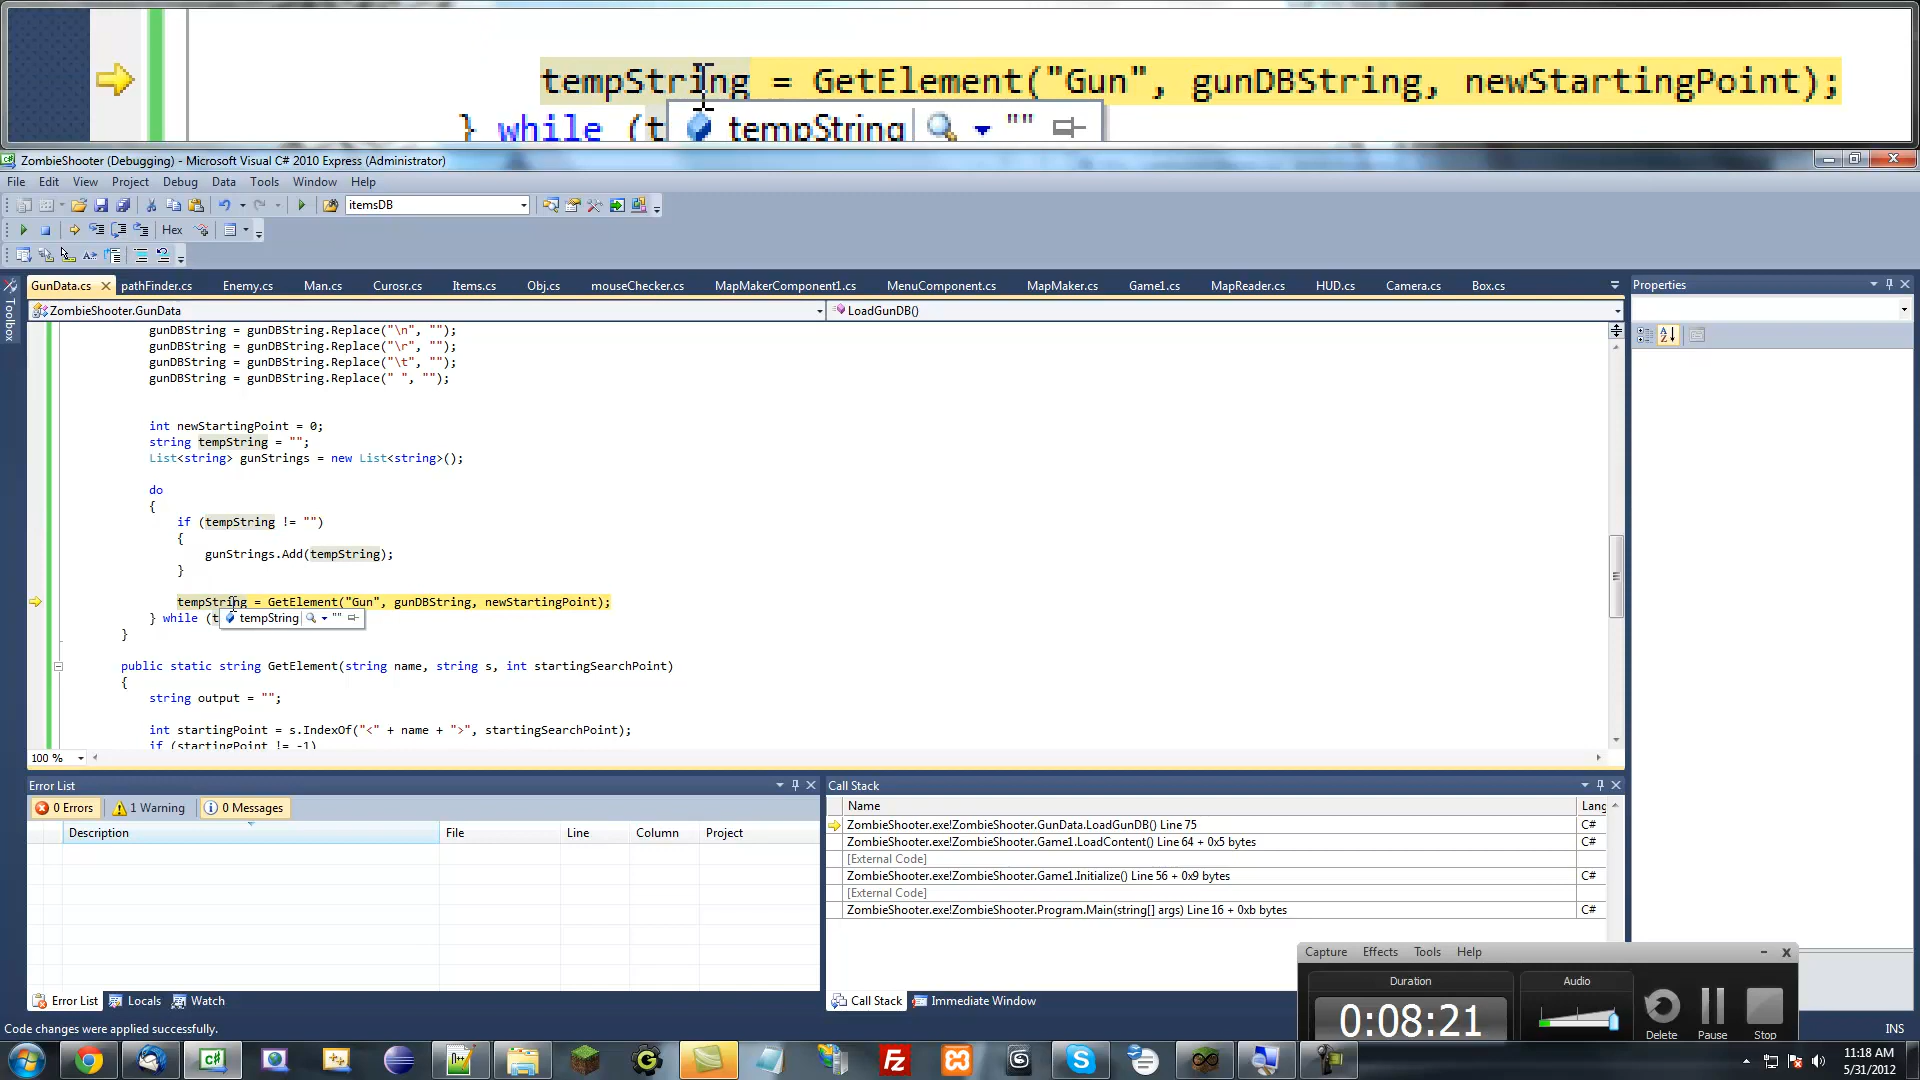 tempString = GetElement("Gun", gunDBString, newStartingPoint);
} while (t
tempString ""
ZombieShooter (Debugging) - Microsoft Visual C# 2010 Express (Administrator)
File Edit View Project Debug Data Tools Window Help
itemsDB
Hex
GunData.cs pathFinder.cs Enemy.cs Man.cs Curosr.cs Items.cs Obj.cs mouseChecker.cs MapMakerComponent1.cs MenuComponent.cs MapMaker.cs Game1.cs MapReader.cs HUD.cs Camera.cs Box.cs
Properties
ZombieShooter.GunData LoadGunDB()
Toolbox
gunDBString = gunDBString.Replace("\n", "");
gunDBString = gunDBString.Replace("\r", "");
gunDBString = gunDBString.Replace("\t", "");
gunDBString = gunDBString.Replace(" ", "");
int newStartingPoint = 0;
string tempString = "";
List<string> gunStrings = new List<string>();
do
{
if (tempString != "")
{
gunStrings.Add(tempString);
}
tempString = GetElement("Gun", gunDBString, newStartingPoint);
} while (t
tempString ""
}
public static string GetElement(string name, string s, int startingSearchPoint)
{
string output = "";
int startingPoint = s.IndexOf("<" + name + ">", startingSearchPoint);
if (startingPoint != -1)
100 %
Error List
0 Errors 1 Warning 0 Messages
Description File Line Column Project
Error List Locals Watch
Call Stack
Name Lang
ZombieShooter.exe!ZombieShooter.GunData.LoadGunDB() Line 75 C#
ZombieShooter.exe!ZombieShooter.Game1.LoadContent() Line 64 + 0x5 bytes C#
[External Code]
ZombieShooter.exe!ZombieShooter.Game1.Initialize() Line 56 + 0x9 bytes C#
[External Code]
ZombieShooter.exe!ZombieShooter.Program.Main(string[] args) Line 16 + 0xb bytes C#
Call Stack Immediate Window
Capture Effects Tools Help
Duration Audio
0:08:21
Delete Pause Stop
Code changes were applied successfully.
INS
11:18 AM
5/31/2012